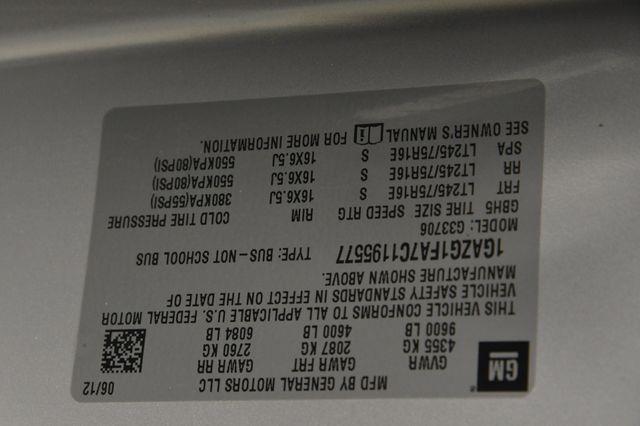 GM
MFD BY GENERAL MOTORS LLC 06/12
GVWR GAWR FRT GAWR RR
4355 KG 2087 KG 2760 KG
9600 LB 4600 LB 6084 LB
THIS VEHICLE CONFORMS TO ALL APPLICABLE U.S. FEDERAL MOTOR
VEHICLE SAFETY STANDARDS IN EFFECT ON THE DATE OF
MANUFACTURE SHOWN ABOVE.
1GAZG1FA7C1195577 TYPE: BUS-NOT SCHOOL BUS
MODEL: G33706
GBH5 TIRE SIZE SPEED RTG RIM COLD TIRE PRESSURE
FRT LT245/75R16E S 16X6.5J 380KPA(55PSI)
RR LT245/75R16E S 16X6.5J 550KPA(80PSI)
SPA LT245/75R16E S 16X6.5J 550KPA(80PSI)
SEE OWNER'S MANUAL i FOR MORE INFORMATION.